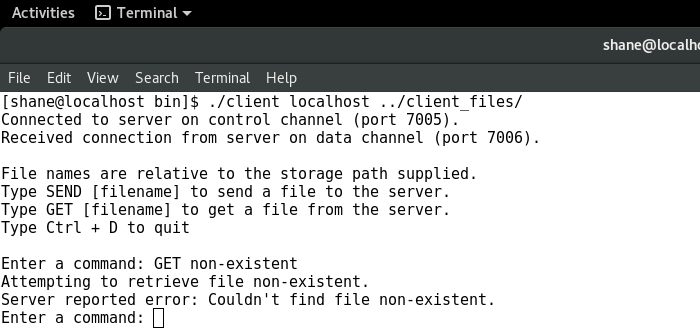 Activities Terminal
shane@localho
File Edit View Search Terminal Help
[shane@localhost bin]$ ./client localhost ../client_files/
Connected to server on control channel (port 7005).
Received connection from server on data channel (port 7006).
File names are relative to the storage path supplied.
Type SEND [filename] to send a file to the server.
Type GET [filename] to get a file from the server.
Type Ctrl + D to quit
Enter a command: GET non-existent
Attempting to retrieve file non-existent.
Server reported error: Couldn't find file non-existent.
Enter a command: